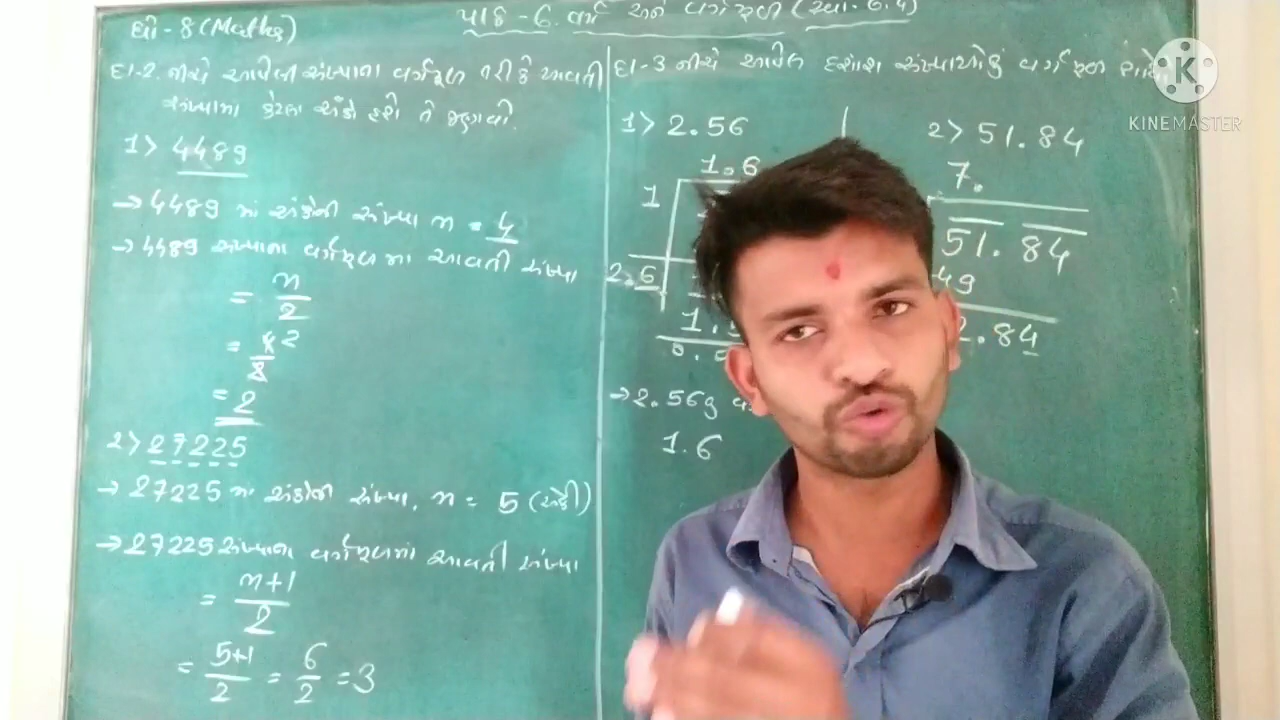 ધો-8 (Maths)
પાઠ-6. વર્ગ અને વર્ગમૂળ (સ્વા-6.4)
દા-2. નીચે આપેલી સંખ્યાના વર્ગમૂળ તરીકે આવતી
સંખ્યામાં કેટલા અંકો હશે તે જણાવો.
1> 4489
→ 4489 માં અંકોની સંખ્યા n = 4
→ 4489 સંખ્યાના વર્ગમૂળમાં આવતી સંખ્યા
= n/2
= 4/2 2
= 2
2> 27225
→ 27225 માં અંકોની સંખ્યા, n = 5 (એકી)
→ 27225 સંખ્યાના વર્ગમૂળમાં આવતી સંખ્યા
= n+1/2
= 5+1/2 = 6/2 = 3
દા-3 નીચે આપેલ દશાંશ સંખ્યાઓનું વર્ગમૂળ
1> 2.56
1.6
1
2.6
1.
0.
→ 2.56નું
1.6
2> 51.84
7.
51.84
49
2.84
KINEMASTER